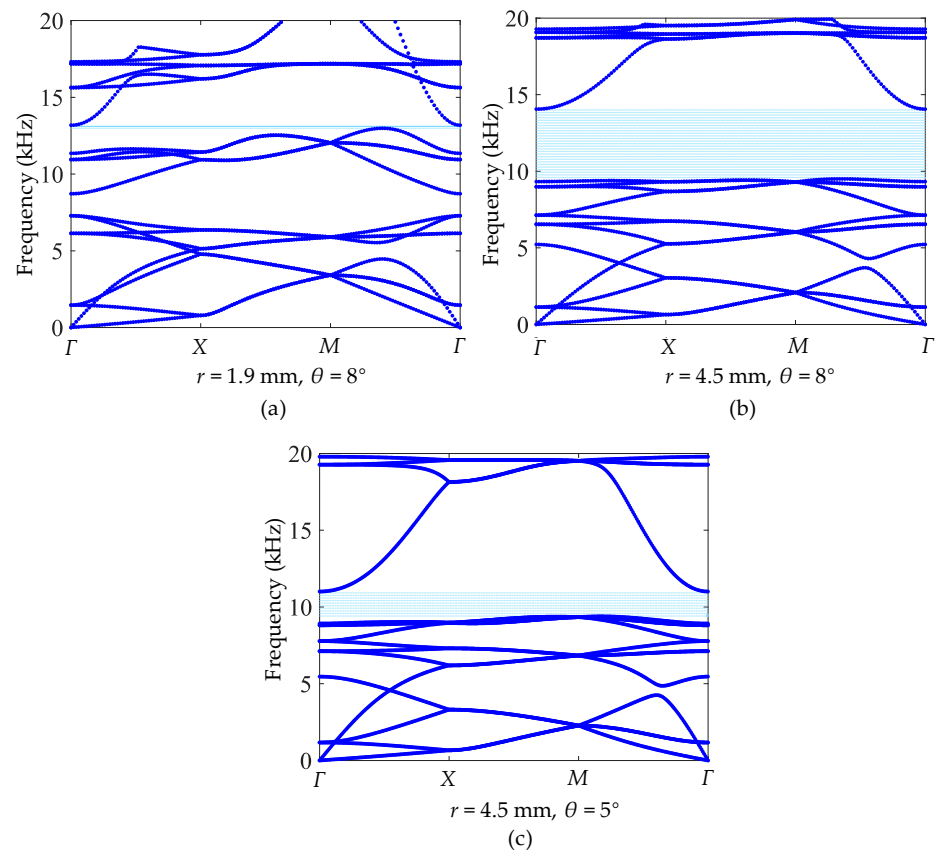 20
15
10
5
0
Frequency (kHz)
Γ X M Γ
r = 1.9 mm, θ = 8°
(a)
20
15
10
5
0
Frequency (kHz)
Γ X M Γ
r = 4.5 mm, θ = 8°
(b)
20
15
10
5
0
Frequency (kHz)
Γ X M Γ
r = 4.5 mm, θ = 5°
(c)